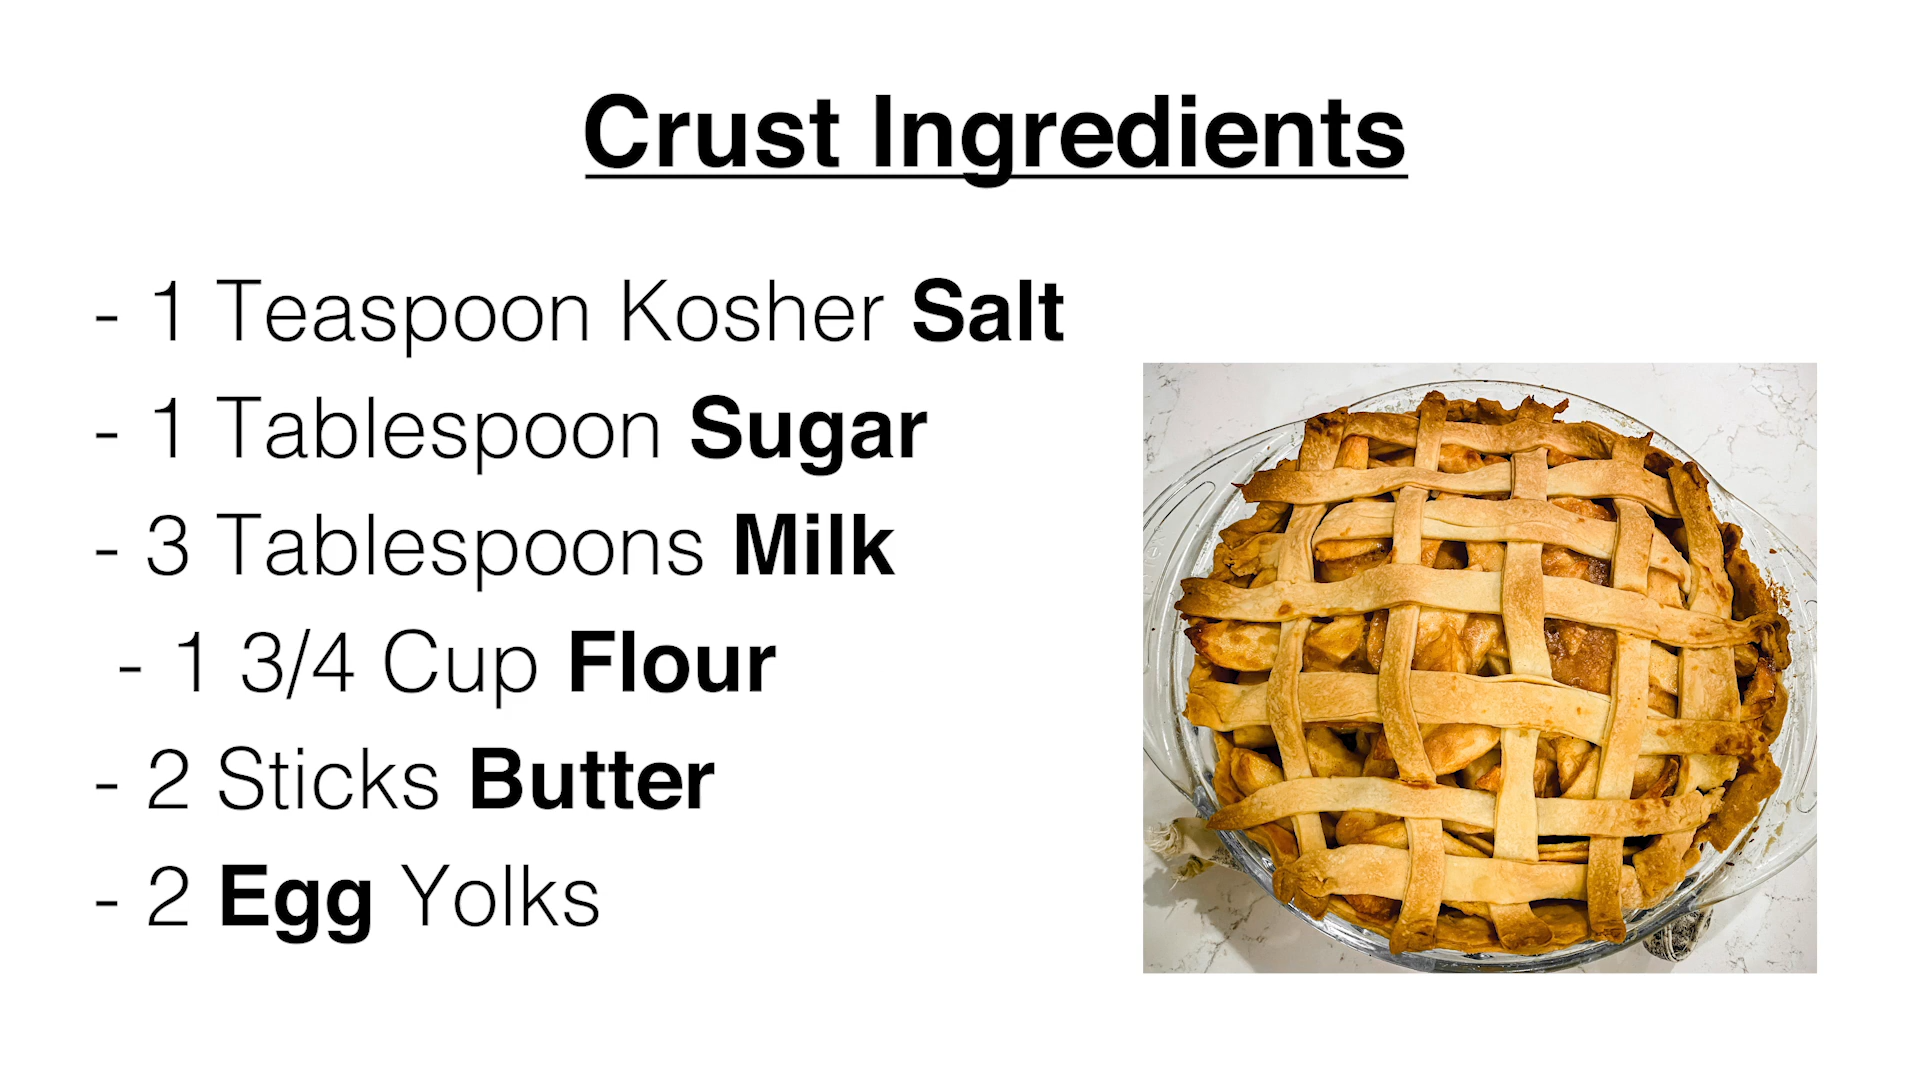 Crust Ingredients
- 1 Teaspoon Kosher Salt
- 1 Tablespoon Sugar
- 3 Tablespoons Milk
- 1 3/4 Cup Flour
- 2 Sticks Butter
- 2 Egg Yolks